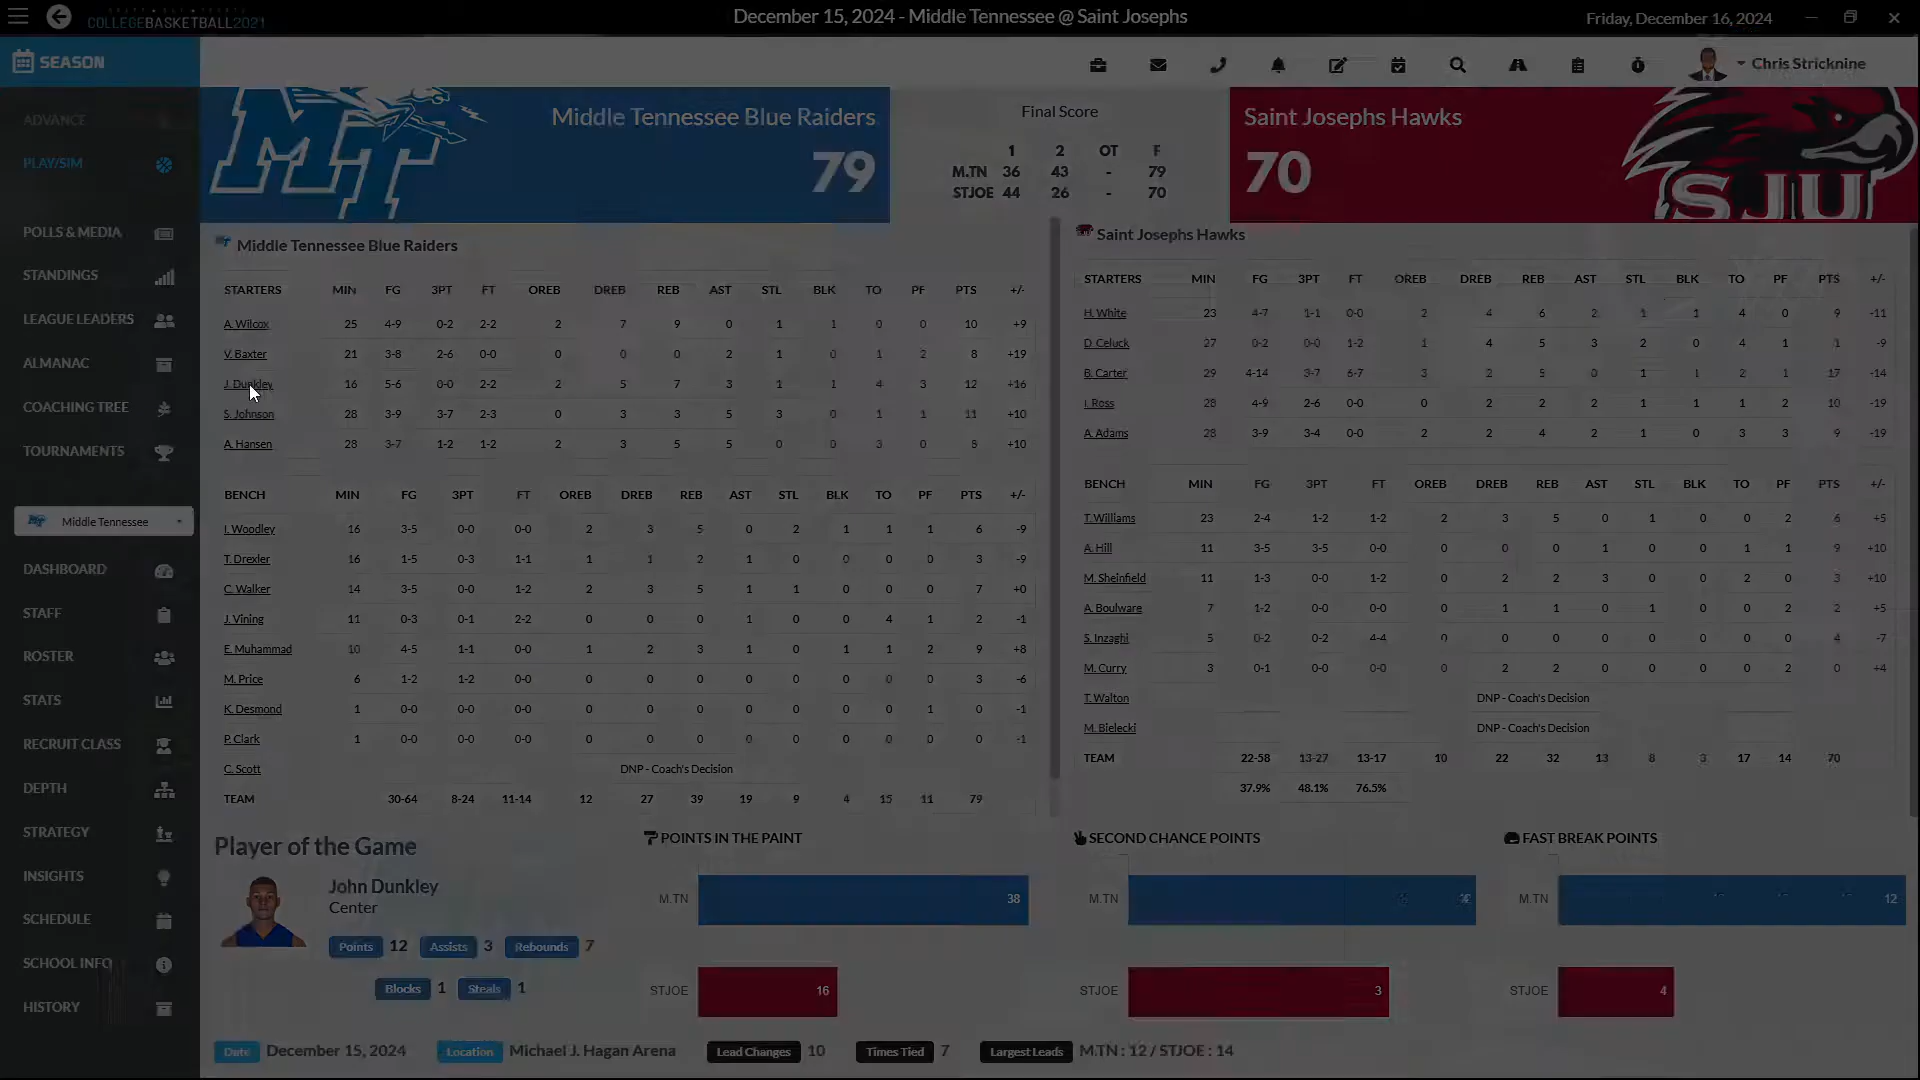 COLLEGEBASKETBALL2021
December 15, 2024 - Middle Tennessee @ Saint Josephs
Friday, December 16, 2024
SEASON
Chris Stricknine
ADVANCE
PLAY/SIM
POLLS & MEDIA
STANDINGS
LEAGUE LEADERS
ALMANAC
COACHING TREE
TOURNAMENTS
Middle Tennessee
DASHBOARD
STAFF
ROSTER
STATS
RECRUIT CLASS
DEPTH
STRATEGY
INSIGHTS
SCHEDULE
SCHOOL INFO
HISTORY
MT
Middle Tennessee Blue Raiders
79
Final Score
1 2 OT F
M.TN 36 43 - 79
STJOE 44 26 - 70
Saint Josephs Hawks
70
SJU
Middle Tennessee Blue Raiders
STARTERS MIN FG 3PT FT OREB DREB REB AST STL BLK TO PF PTS +/-
A. Wilcox 25 4-9 0-2 2-2 2 7 9 0 1 1 0 0 10 +9
V. Baxter 21 3-8 2-6 0-0 0 0 0 2 1 0 1 2 8 +19
J. Dunkley 16 5-6 0-0 2-2 2 5 7 3 1 1 4 3 12 +16
S. Johnson 28 3-9 3-7 2-3 0 3 3 5 3 0 1 1 11 +10
A. Hansen 28 3-7 1-2 1-2 2 3 5 5 0 0 3 0 8 +10
BENCH MIN FG 3PT FT OREB DREB REB AST STL BLK TO PF PTS +/-
I. Woodley 16 3-5 0-0 0-0 2 3 5 0 2 1 1 1 6 -9
T. Drexler 16 1-5 0-3 1-1 1 1 2 1 0 0 0 0 3 -9
C. Walker 14 3-5 0-0 1-2 2 3 5 1 1 0 0 0 7 +0
J. Vining 11 0-3 0-1 2-2 0 0 0 1 0 0 4 1 2 -1
E. Muhammad 10 4-5 1-1 0-0 1 2 3 1 0 1 1 2 9 +8
M. Price 6 1-2 1-2 0-0 0 0 0 0 0 0 0 0 3 -6
K. Desmond 1 0-0 0-0 0-0 0 0 0 0 0 0 0 1 0 -1
P. Clark 1 0-0 0-0 0-0 0 0 0 0 0 0 0 0 0 -1
C. Scott DNP - Coach's Decision
TEAM 30-64 8-24 11-14 12 27 39 19 9 4 15 11 79
Saint Josephs Hawks
STARTERS MIN FG 3PT FT OREB DREB REB AST STL BLK TO PF PTS +/-
H. White 23 4-7 1-1 0-0 2 4 6 2 1 1 4 0 9 -11
D. Celuck 27 0-2 0-0 1-2 1 4 5 3 2 0 4 1 1 -9
B. Carter 29 4-14 3-7 6-7 3 2 5 0 1 1 2 1 17 -14
I. Ross 28 4-9 2-6 0-0 0 2 2 2 1 1 1 2 10 -19
A. Adams 28 3-9 3-4 0-0 2 2 4 2 1 0 3 3 9 -19
BENCH MIN FG 3PT FT OREB DREB REB AST STL BLK TO PF PTS +/-
T. Williams 23 2-4 1-2 1-2 2 3 5 0 1 0 0 2 6 +5
A. Hill 11 3-5 3-5 0-0 0 0 0 1 0 0 1 1 9 +10
M. Sheinfield 11 1-3 0-0 1-2 0 2 2 3 0 0 2 0 3 +10
A. Boulware 7 1-2 0-0 0-0 0 1 1 0 1 0 0 2 2 +5
S. Inzaghi 5 0-2 0-2 4-4 0 0 0 0 0 0 0 0 4 -7
M. Curry 3 0-1 0-0 0-0 0 2 2 0 0 0 0 2 0 +4
T. Walton DNP - Coach's Decision
M. Bielecki DNP - Coach's Decision
TEAM 22-58 13-27 13-17 10 22 32 13 8 3 17 14 70
37.9% 48.1% 76.5%
Player of the Game
John Dunkley
Center
Points 12 Assists 3 Rebounds 7
Blocks 1 Steals 1
POINTS IN THE PAINT
M.TN 38
STJOE 16
SECOND CHANCE POINTS
M.TN
STJOE 3
FAST BREAK POINTS
M.TN 12
STJOE 4
Date December 15, 2024 Location Michael J. Hagan Arena Lead Changes 10 Times Tied 7 Largest Leads M.TN : 12 / STJOE : 14